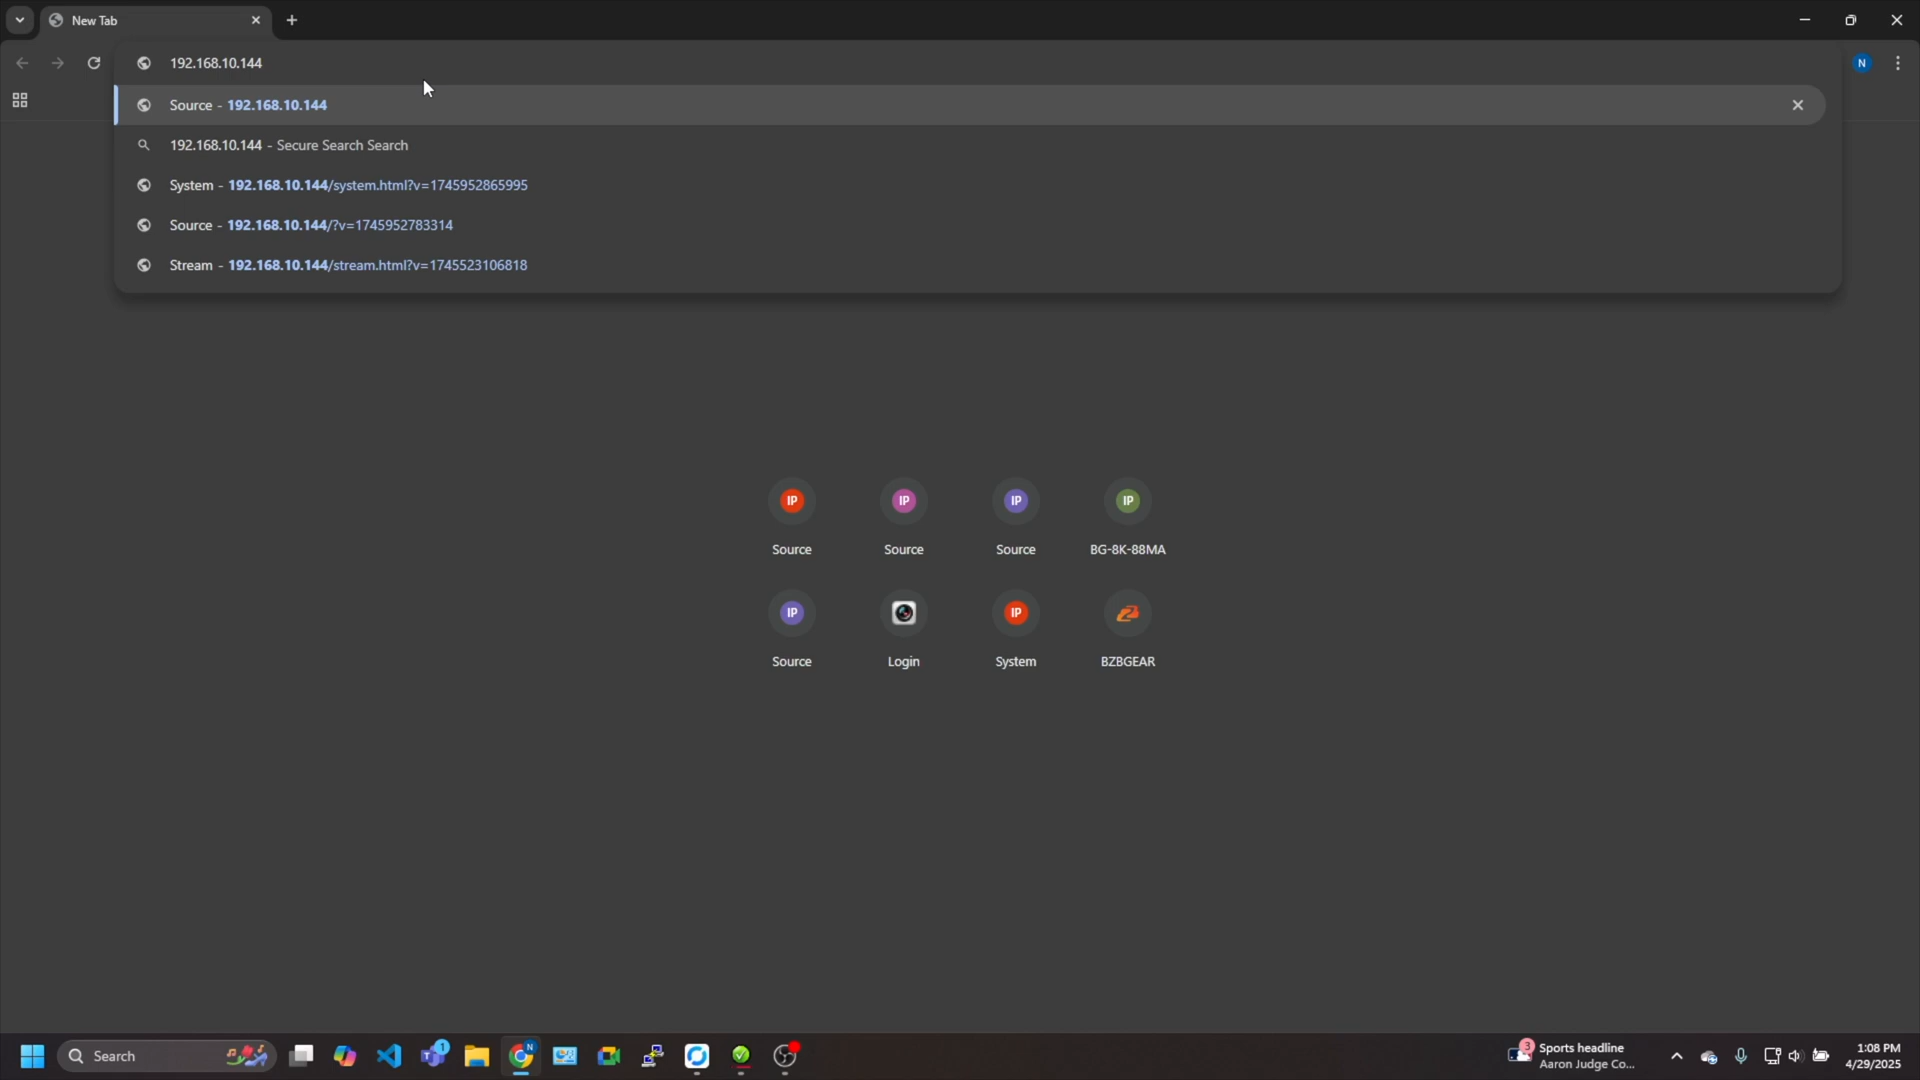 New Tab
192.168.10.144
N
Source - 192.168.10.144
192.168.10.144 - Secure Search Search
System - 192.168.10.144/system.html?v=1745952865995
Source - 192.168.10.144/?v=1745952783314
Stream - 192.168.10.144/stream.html?v=1745523106818
IP IP IP IP
Source Source Source BG-8K-88MA
IP IP
Source Login System BZBGEAR
Search
1
N
3
Sports headline
Aaron Judge Co...
1:08 PM
4/29/2025